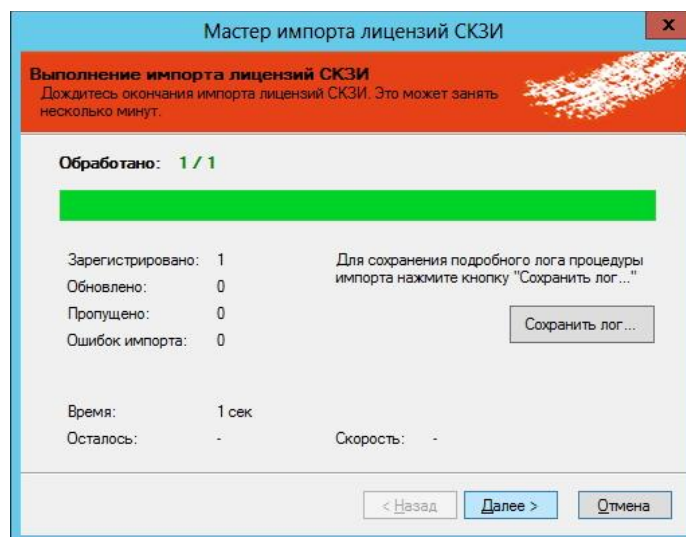 Мастер импорта лицензий СКЗИ
x
Выполнение импорта лицензий СКЗИ
Дождитесь окончания импорта лицензий СКЗИ. Это может занять
несколько минут.
Обработано: 1 / 1
Зарегистрировано: 1
Обновлено: 0
Пропущено: 0
Ошибок импорта: 0
Для сохранения подробного лога процедуры
импорта нажмите кнопку "Сохранить лог..."
Сохранить лог...
Время: 1 сек
Осталось: -
Скорость: -
< Назад
Далее >
Отмена